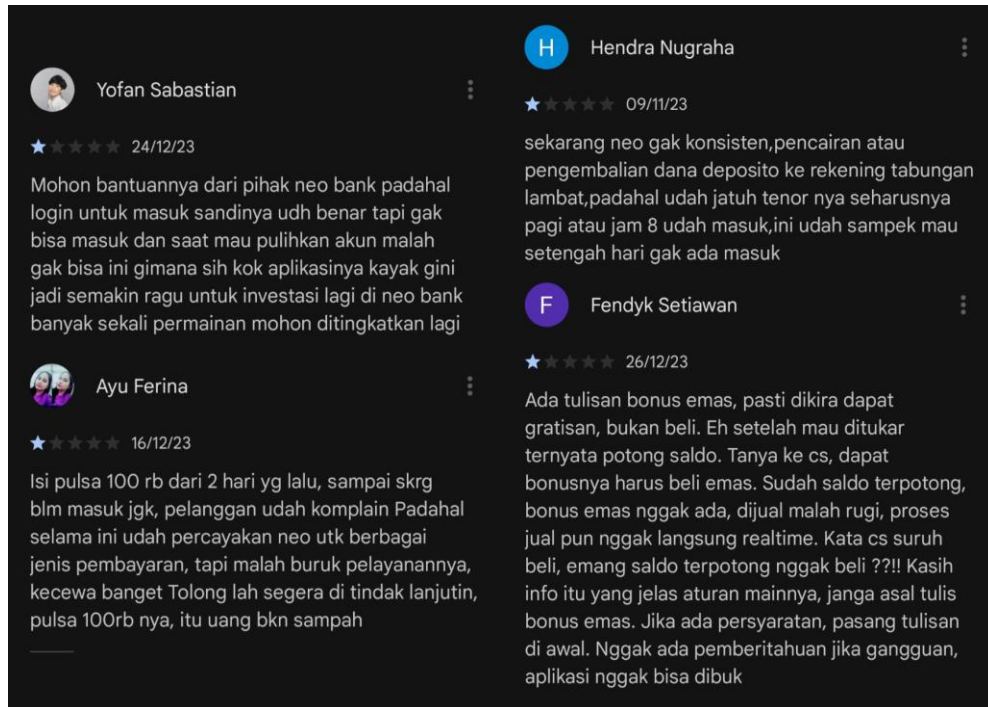 Yofan Sabastian
24/12/23
Mohon bantuannya dari pihak neo bank padahal
login untuk masuk sandinya udh benar tapi gak
bisa masuk dan saat mau pulihkan akun malah
gak bisa ini gimana sih kok aplikasinya kayak gini
jadi semakin ragu untuk investasi lagi di neo bank
banyak sekali permainan mohon ditingkatkan lagi
Ayu Ferina
16/12/23
Isi pulsa 100 rb dari 2 hari yg lalu, sampai skrg
blm masuk jgk, pelanggan udah komplain Padahal
selama ini udah percayakan neo utk berbagai
jenis pembayaran, tapi malah buruk pelayanannya,
kecewa banget Tolong lah segera di tindak lanjutin,
pulsa 100rb nya, itu uang bkn sampah
H
Hendra Nugraha
09/11/23
sekarang neo gak konsisten,pencairan atau
pengembalian dana deposito ke rekening tabungan
lambat,padahal udah jatuh tenor nya seharusnya
pagi atau jam 8 udah masuk,ini udah sampek mau
setengah hari gak ada masuk
F
Fendyk Setiawan
26/12/23
Ada tulisan bonus emas, pasti dikira dapat
gratisan, bukan beli. Eh setelah mau ditukar
ternyata potong saldo. Tanya ke cs, dapat
bonusnya harus beli emas. Sudah saldo terpotong,
bonus emas nggak ada, dijual malah rugi, proses
jual pun nggak langsung realtime. Kata cs suruh
beli, emang saldo terpotong nggak beli ??!! Kasih
info itu yang jelas aturan mainnya, janga asal tulis
bonus emas. Jika ada persyaratan, pasang tulisan
di awal. Nggak ada pemberitahuan jika gangguan,
aplikasi nggak bisa dibuk